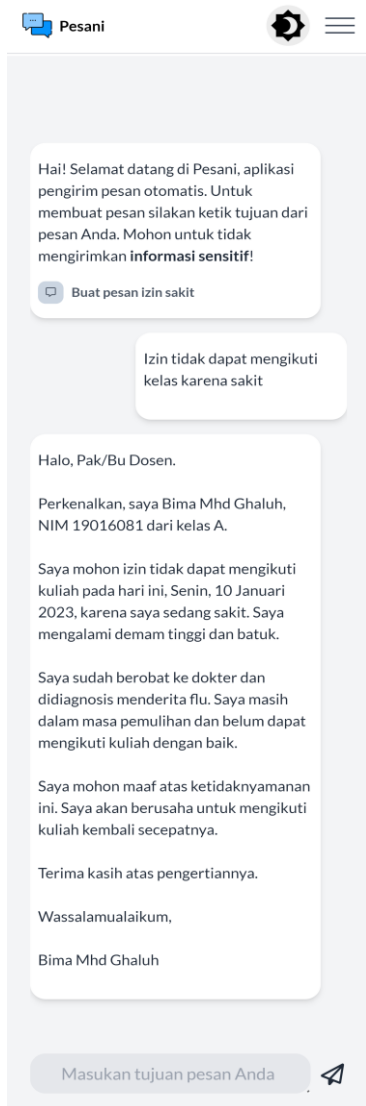 Pesani
Hai! Selamat datang di Pesani, aplikasi
pengirim pesan otomatis. Untuk
membuat pesan silakan ketik tujuan dari
pesan Anda. Mohon untuk tidak
mengirimkan informasi sensitif!
Buat pesan izin sakit
Izin tidak dapat mengikuti
kelas karena sakit
Halo, Pak/Bu Dosen.
Perkenalkan, saya Bima Mhd Ghaluh,
NIM 19016081 dari kelas A.
Saya mohon izin tidak dapat mengikuti
kuliah pada hari ini, Senin, 10 Januari
2023, karena saya sedang sakit. Saya
mengalami demam tinggi dan batuk.
Saya sudah berobat ke dokter dan
didiagnosis menderita flu. Saya masih
dalam masa pemulihan dan belum dapat
mengikuti kuliah dengan baik.
Saya mohon maaf atas ketidaknyamanan
ini. Saya akan berusaha untuk mengikuti
kuliah kembali secepatnya.
Terima kasih atas pengertiannya.
Wassalamualaikum,
Bima Mhd Ghaluh
Masukan tujuan pesan Anda